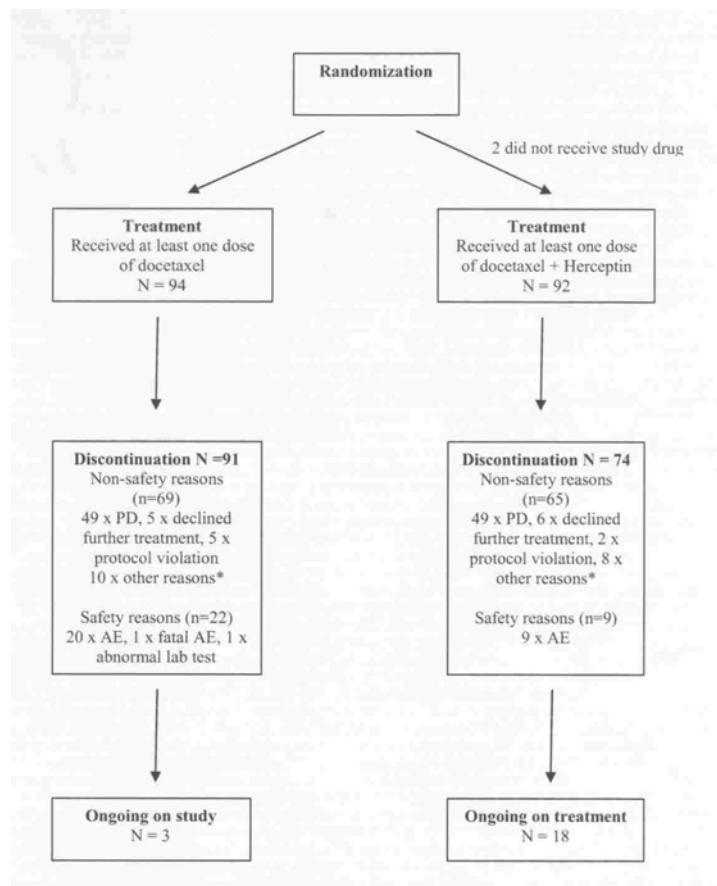 Randomization
2 did not receive study drug
Treatment
Received at least one dose
of docetaxel
N = 94
Treatment
Received at least one dose
of docetaxel + Herceptin
N = 92
Discontinuation N =91
Non-safety reasons
(n=69)
49 x PD, 5 x declined
further treatment, 5 x
protocol violation
10 x other reasons*
Safety reasons (n=22)
20 x AE, 1 x fatal AE, 1 x
abnormal lab test
Discontinuation N = 74
Non-safety reasons
(n=65)
49 x PD, 6 x declined
further treatment, 2 x
protocol violation, 8 x
other reasons*
Safety reasons (n=9)
9 x AE
Ongoing on study
N = 3
Ongoing on treatment
N = 18